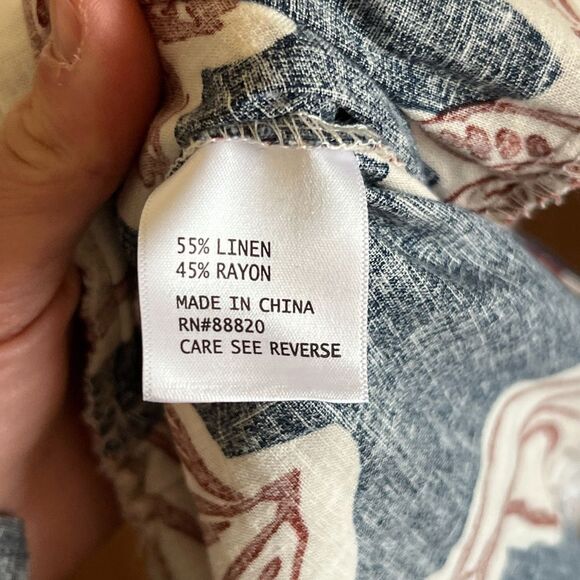 55% LINEN
45% RAYON
MADE IN CHINA
RN#88820
CARE SEE REVERSE